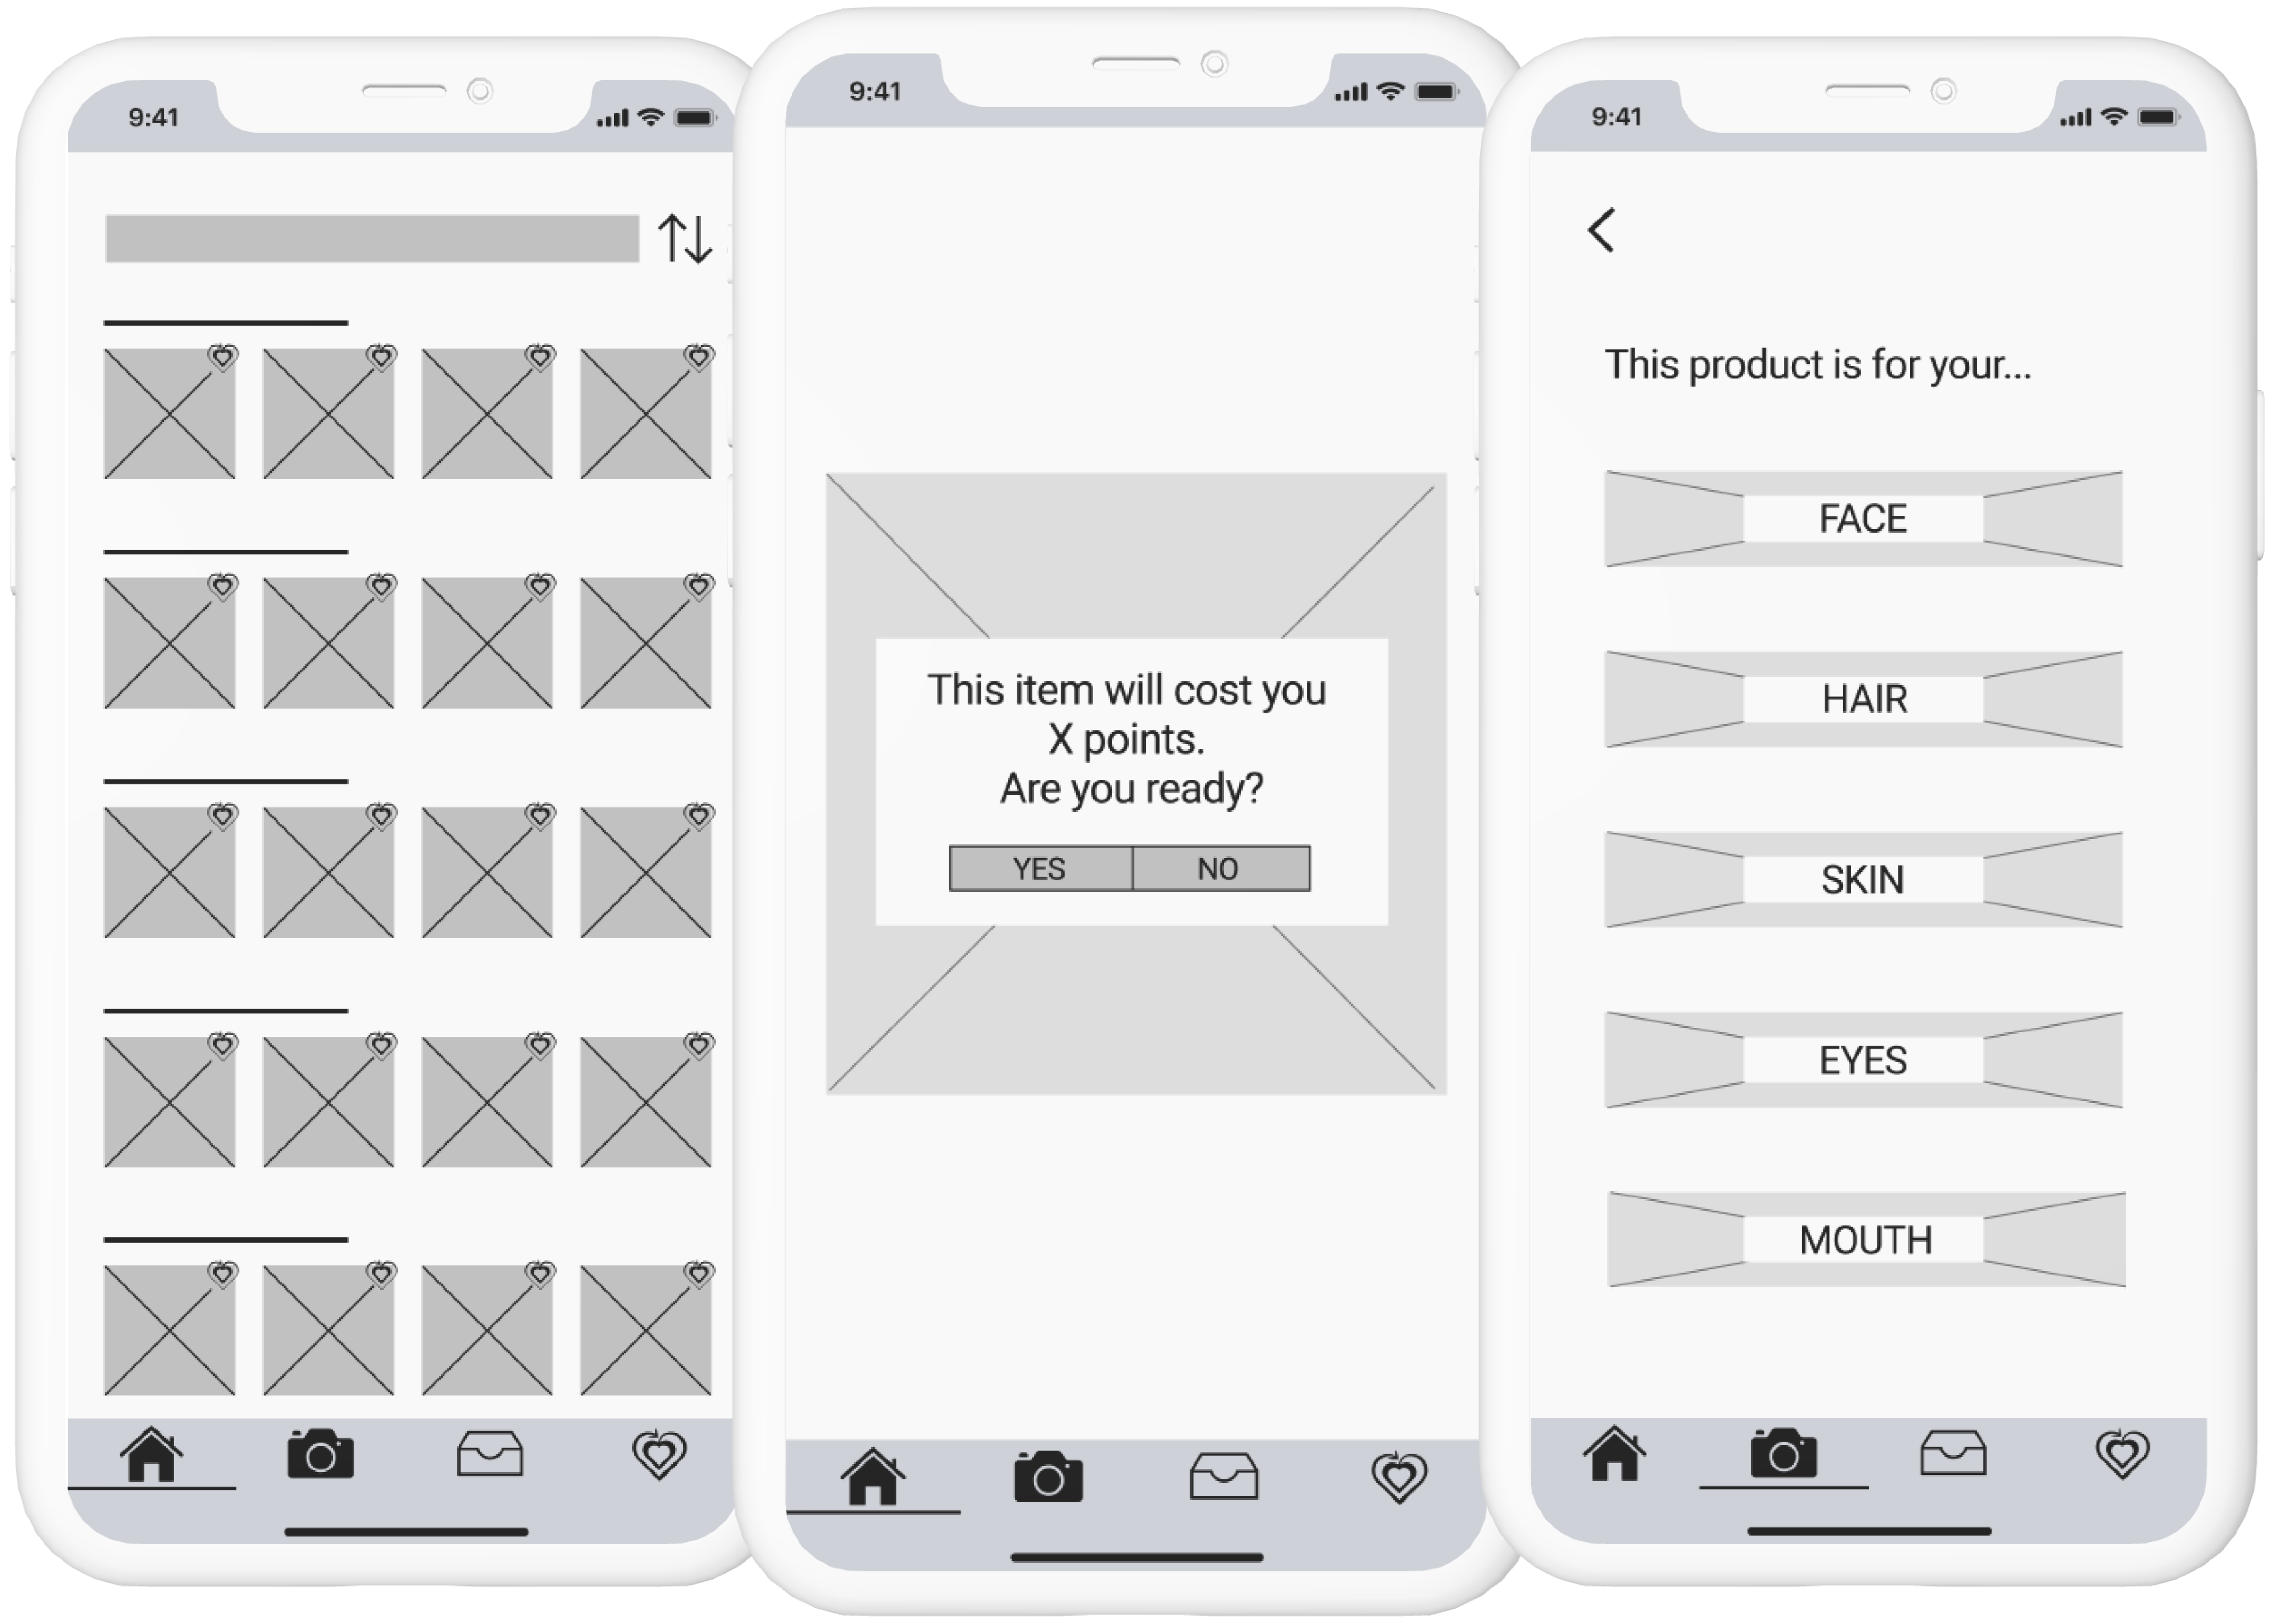 9:41
9:41
This item will cost you
X points.
Are you ready?
YES NO
9:41
This product is for your...
FACE
HAIR
SKIN
EYES
MOUTH